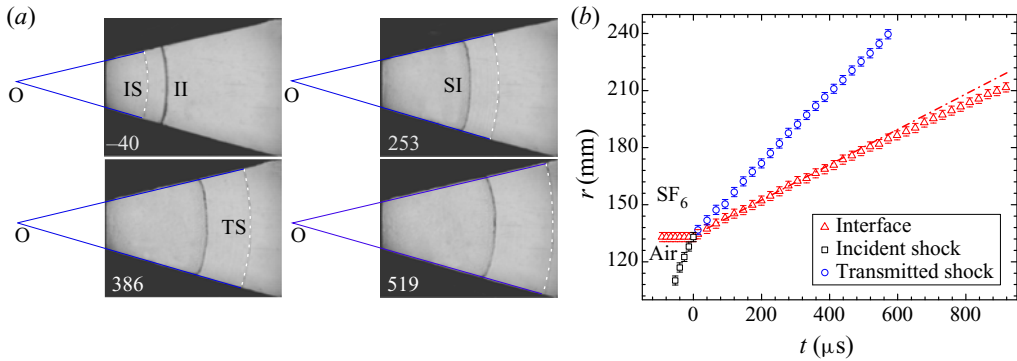 (a)
O
IS
II
–40
O
SI
253
O
TS
386
O
519
(b)
240
210
180
150
120
r (mm)
SF6
Air
Interface
Incident shock
Transmitted shock
0
200
400
600
800
t (μs)